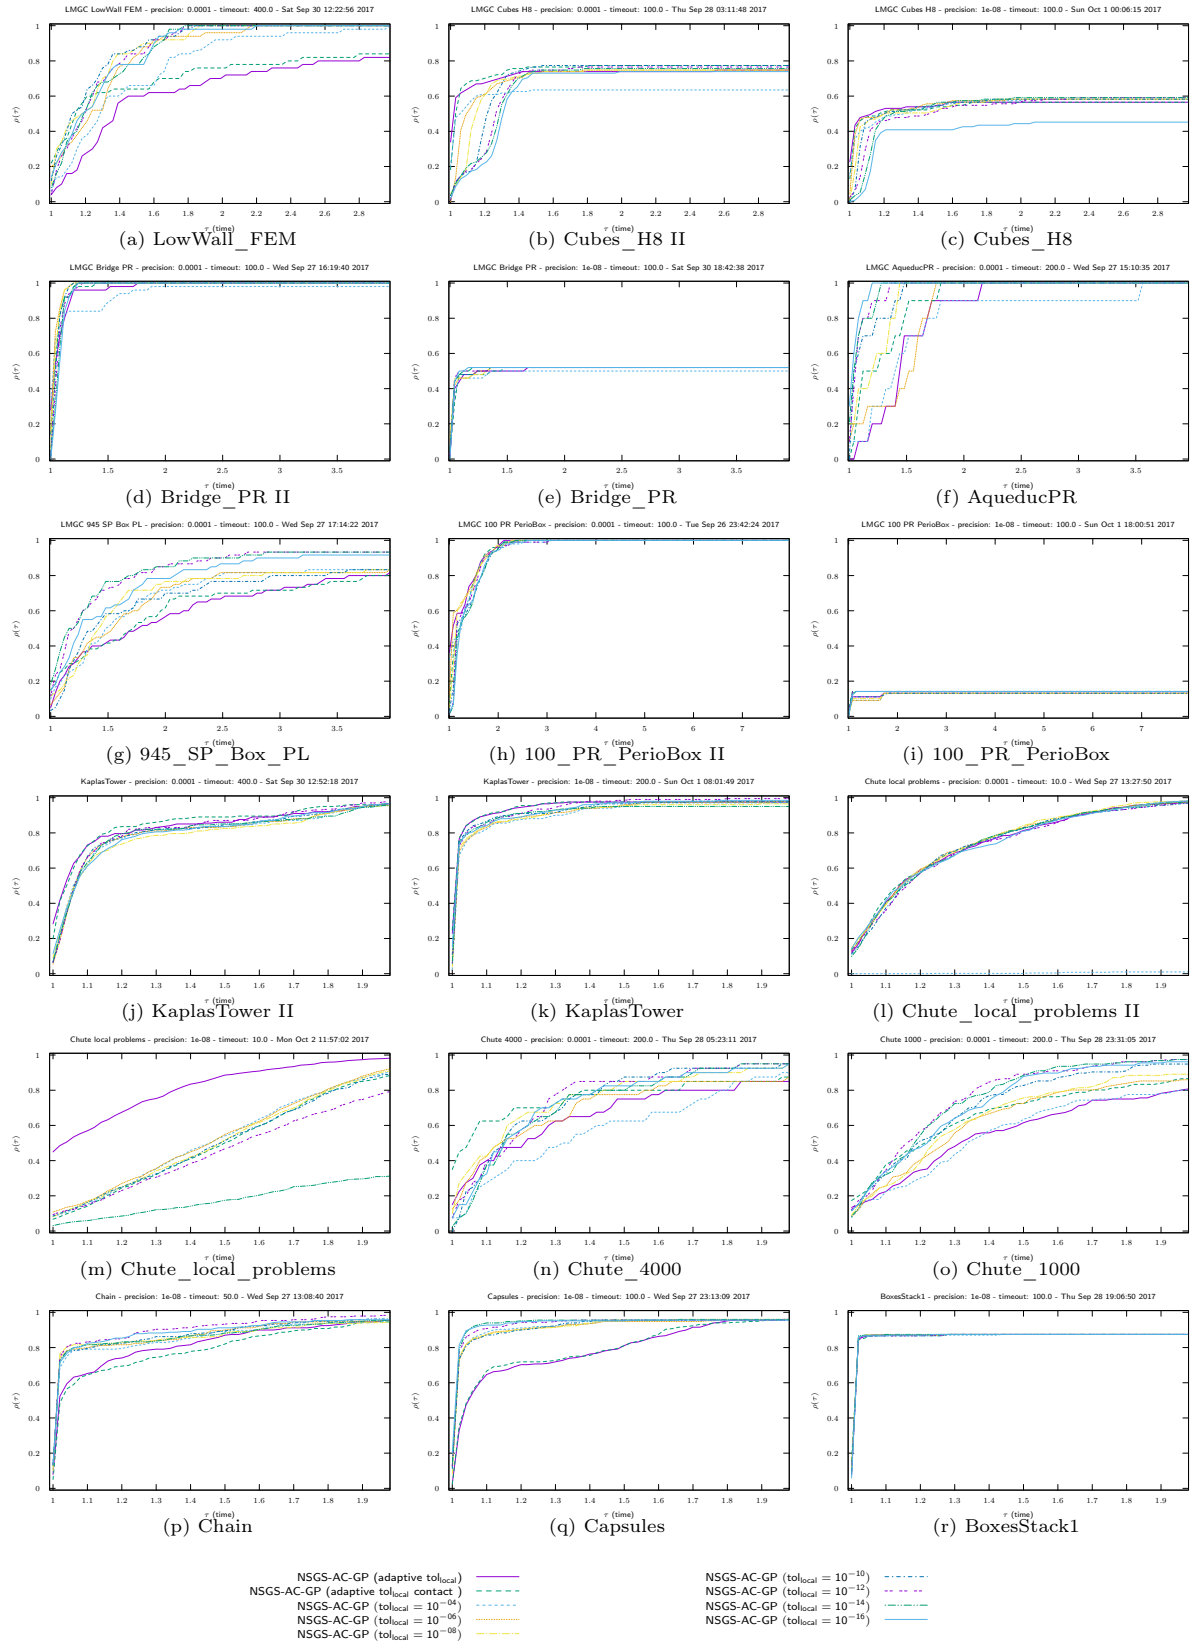 LMGC LowWall FEM - precision: 0.0001 - timeout: 400.0 - Sat Sep 30 12:22:56 2017
(a) LowWall_FEM
LMGC Cubes H8 - precision: 0.0001 - timeout: 100.0 - Thu Sep 28 03:11:48 2017
(b) Cubes_H8 II
LMGC Cubes H8 - precision: 1e-08 - timeout: 100.0 - Sun Oct 1 00:06:15 2017
(c) Cubes_H8
LMGC Bridge PR - precision: 0.0001 - timeout: 100.0 - Wed Sep 27 16:19:40 2017
(d) Bridge_PR II
LMGC Bridge PR - precision: 1e-08 - timeout: 100.0 - Sat Sep 30 18:42:38 2017
(e) Bridge_PR
LMGC AqueducPR - precision: 0.0001 - timeout: 200.0 - Wed Sep 27 15:10:35 2017
(f) AqueducPR
LMGC 945 SP Box PL - precision: 0.0001 - timeout: 100.0 - Wed Sep 27 17:14:22 2017
(g) 945_SP_Box_PL
LMGC 100 PR PerioBox - precision: 0.0001 - timeout: 100.0 - Tue Sep 26 23:42:24 2017
(h) 100_PR_PerioBox II
LMGC 100 PR PerioBox - precision: 1e-08 - timeout: 100.0 - Sun Oct 1 18:00:51 2017
(i) 100_PR_PerioBox
KaplasTower - precision: 0.0001 - timeout: 400.0 - Sat Sep 30 12:52:18 2017
(j) KaplasTower II
KaplasTower - precision: 1e-08 - timeout: 200.0 - Sun Oct 1 08:01:49 2017
(k) KaplasTower
Chute local problems - precision: 0.0001 - timeout: 10.0 - Wed Sep 27 13:27:50 2017
(l) Chute_local_problems II
Chute local problems - precision: 1e-08 - timeout: 10.0 - Mon Oct 2 11:57:02 2017
(m) Chute_local_problems
Chute 4000 - precision: 0.0001 - timeout: 200.0 - Thu Sep 28 05:23:11 2017
(n) Chute_4000
Chute 1000 - precision: 0.0001 - timeout: 200.0 - Thu Sep 28 23:31:05 2017
(o) Chute_1000
Chain - precision: 1e-08 - timeout: 50.0 - Wed Sep 27 13:08:40 2017
(p) Chain
Capsules - precision: 1e-08 - timeout: 100.0 - Wed Sep 27 23:13:09 2017
(q) Capsules
BoxesStack1 - precision: 1e-08 - timeout: 100.0 - Thu Sep 28 19:06:50 2017
(r) BoxesStack1
NSGS-AC-GP (adaptive tol_local)
NSGS-AC-GP (adaptive tol_local contact )
NSGS-AC-GP (tol_local = 10^-04)
NSGS-AC-GP (tol_local = 10^-06)
NSGS-AC-GP (tol_local = 10^-08)
NSGS-AC-GP (tol_local = 10^-10)
NSGS-AC-GP (tol_local = 10^-12)
NSGS-AC-GP (tol_local = 10^-14)
NSGS-AC-GP (tol_local = 10^-16)